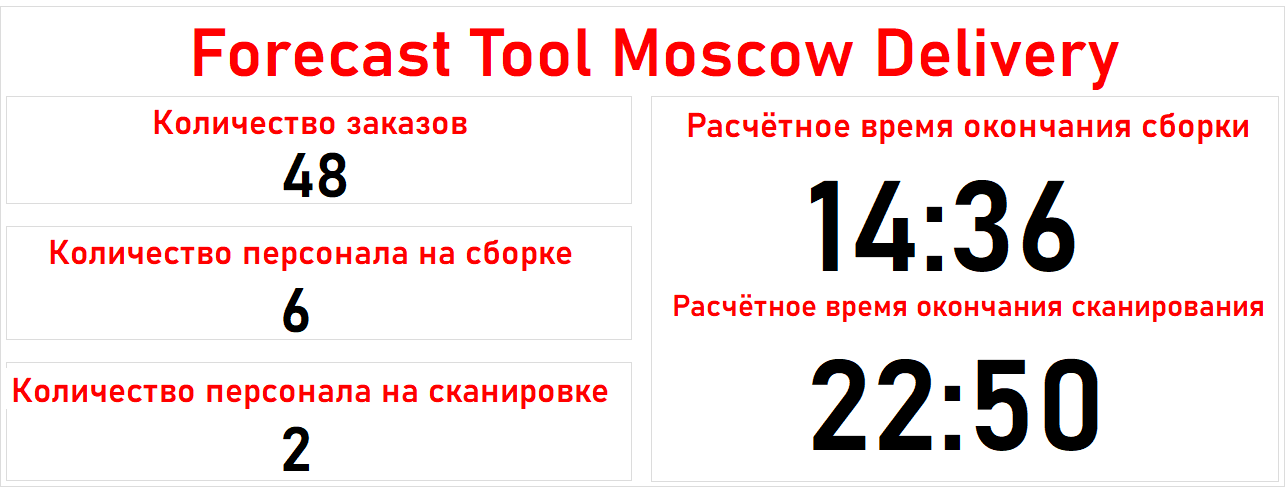 Forecast Tool Moscow Delivery
Количество заказов
48
Количество персонала на сборке
6
Количество персонала на сканировке
2
Расчётное время окончания сборки
14:36
Расчётное время окончания сканирования
22:50